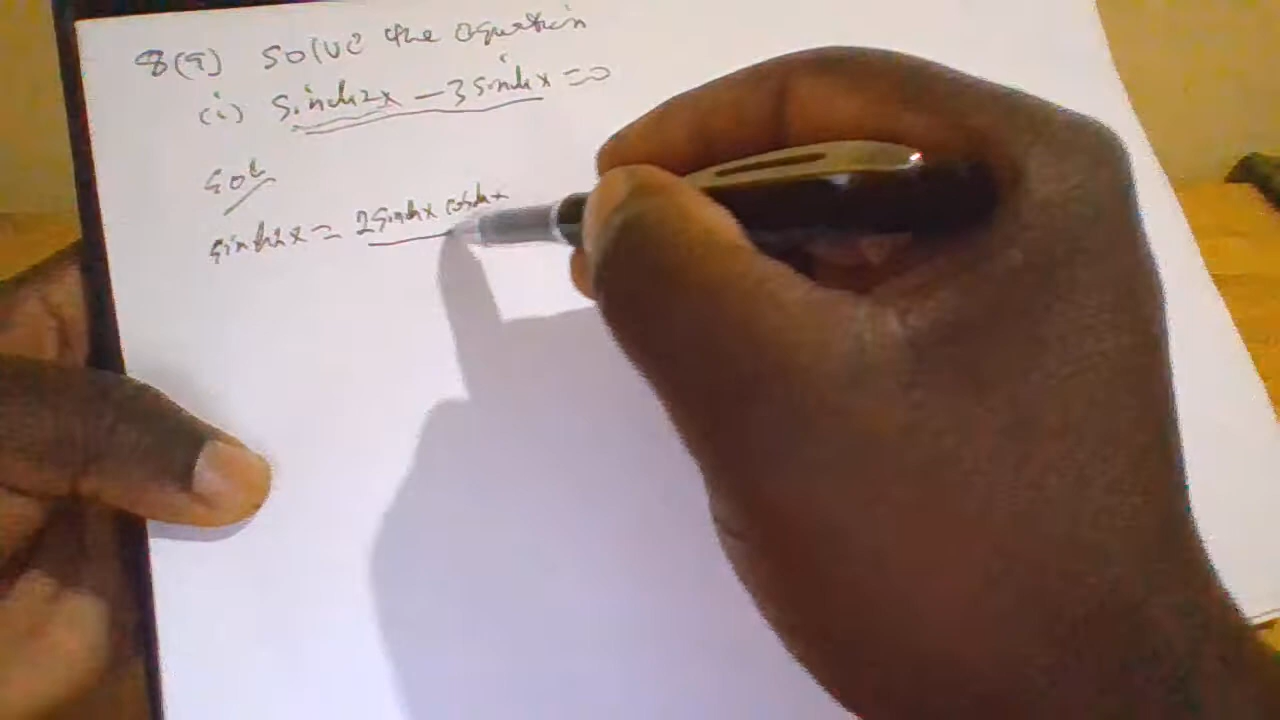 8(a) solve the equation
(i) sinh2x - 3sinhx = 0
Sol
sinh2x = 2sinhx coshx